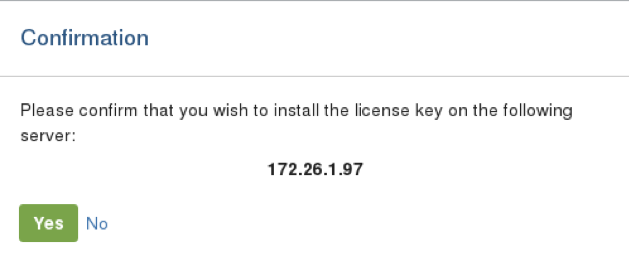 Confirmation
Please confirm that you wish to install the license key on the following
server:
172.26.1.97
Yes No